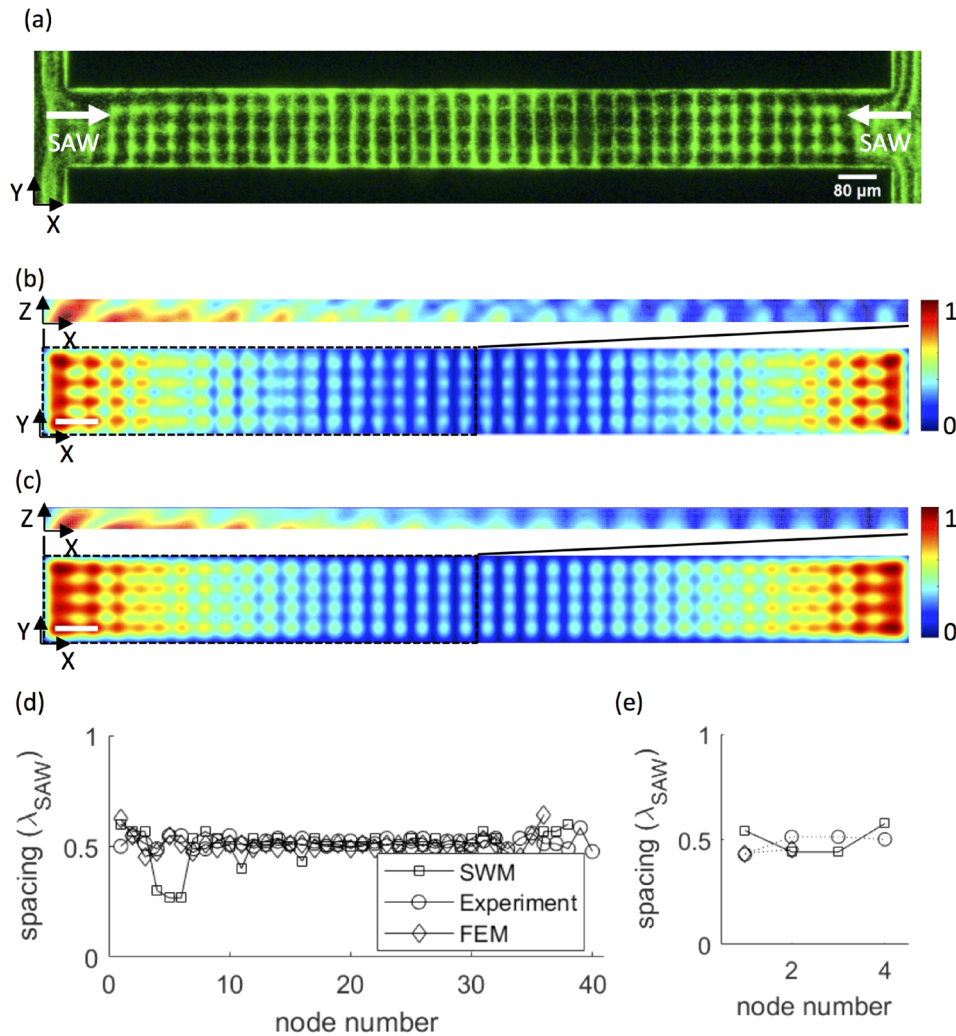 (a)
SAW
SAW
80 µm
Y
X
(b)
Z
X
1
0
Y
X
(c)
Z
X
1
0
Y
X
(d)
1
0.5
0
0
10
20
30
40
spacing (λSAW)
node number
SWM
Experiment
FEM
(e)
1
0.5
0
2
4
spacing (λSAW)
node number